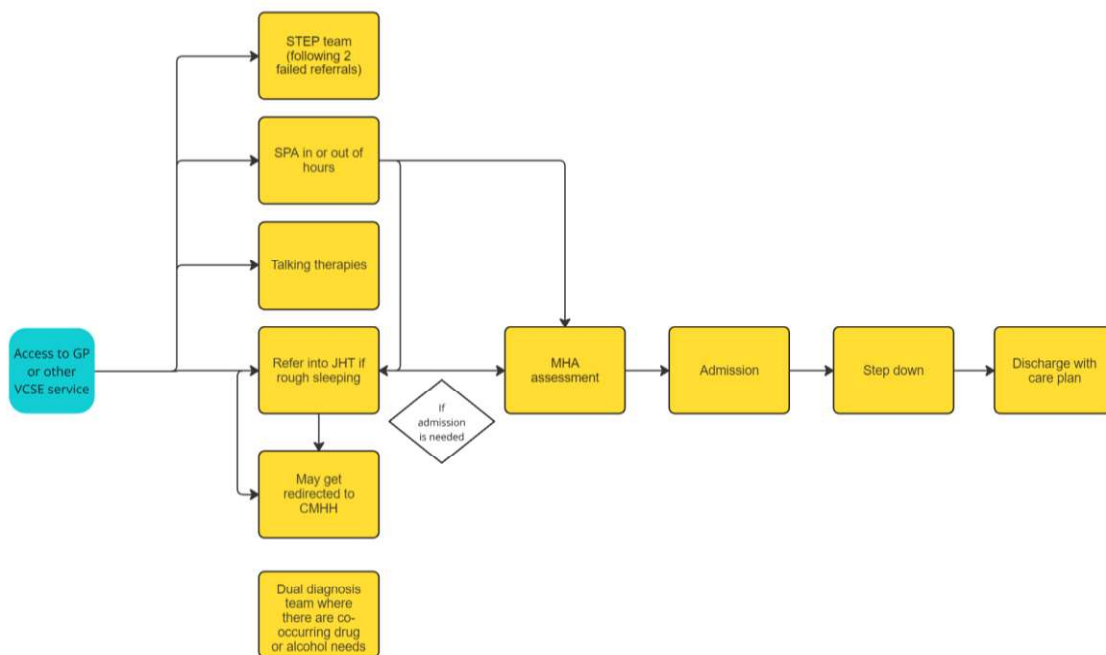 STEP team
(following 2
failed referrals)
SPA in or out of
hours
Talking therapies
Access to GP
or other
VCSE service
Refer into JHT if
rough sleeping
MHA
assessment
Admission
Step down
Discharge with
care plan
If
admission
is needed
May get
redirected to
CMHH
Dual diagnosis
team where
there are co-
occurring drug
or alcohol needs